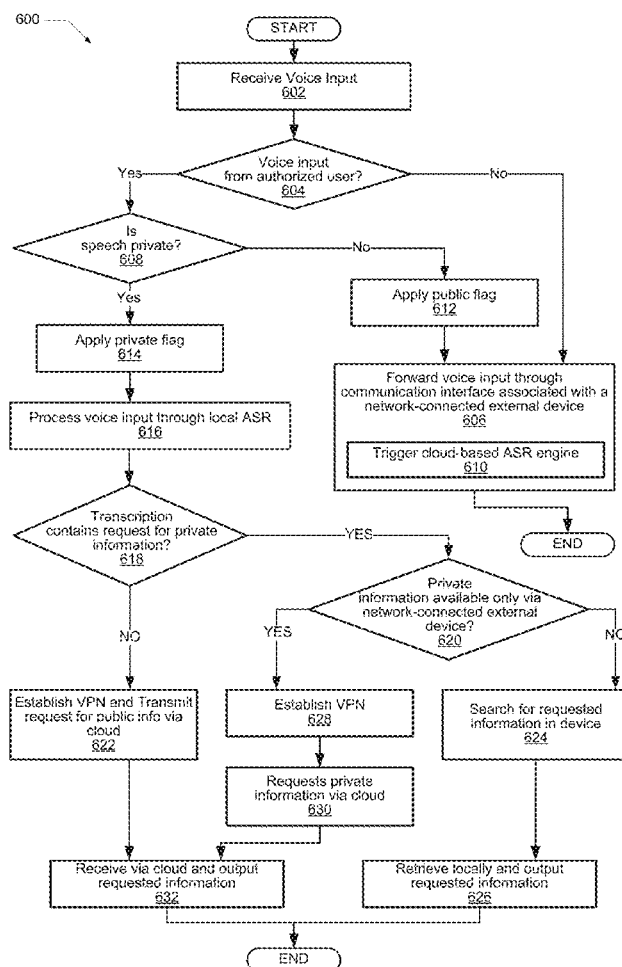 600
START
Receive Voice Input
602
Voice input
from authorized user?
604
Yes
No
Is
speech private?
608
No
Yes
Apply public flag
612
Apply private flag
614
Forward voice input through
communication interface associated with a
network-connected external device
606
Process voice input through local ASR
616
Trigger cloud-based ASR engine
610
Transcription
contains request for private
information?
618
YES
END
Private
information available only via
network-connected external
device?
620
YES
NO
NO
Establish VPN and Transmit
request for public info via
cloud
622
Establish VPN
628
Search for requested
information in device
624
Requests private
information via cloud
630
Receive via cloud and output
requested information
632
Retrieve locally and output
requested information
626
END